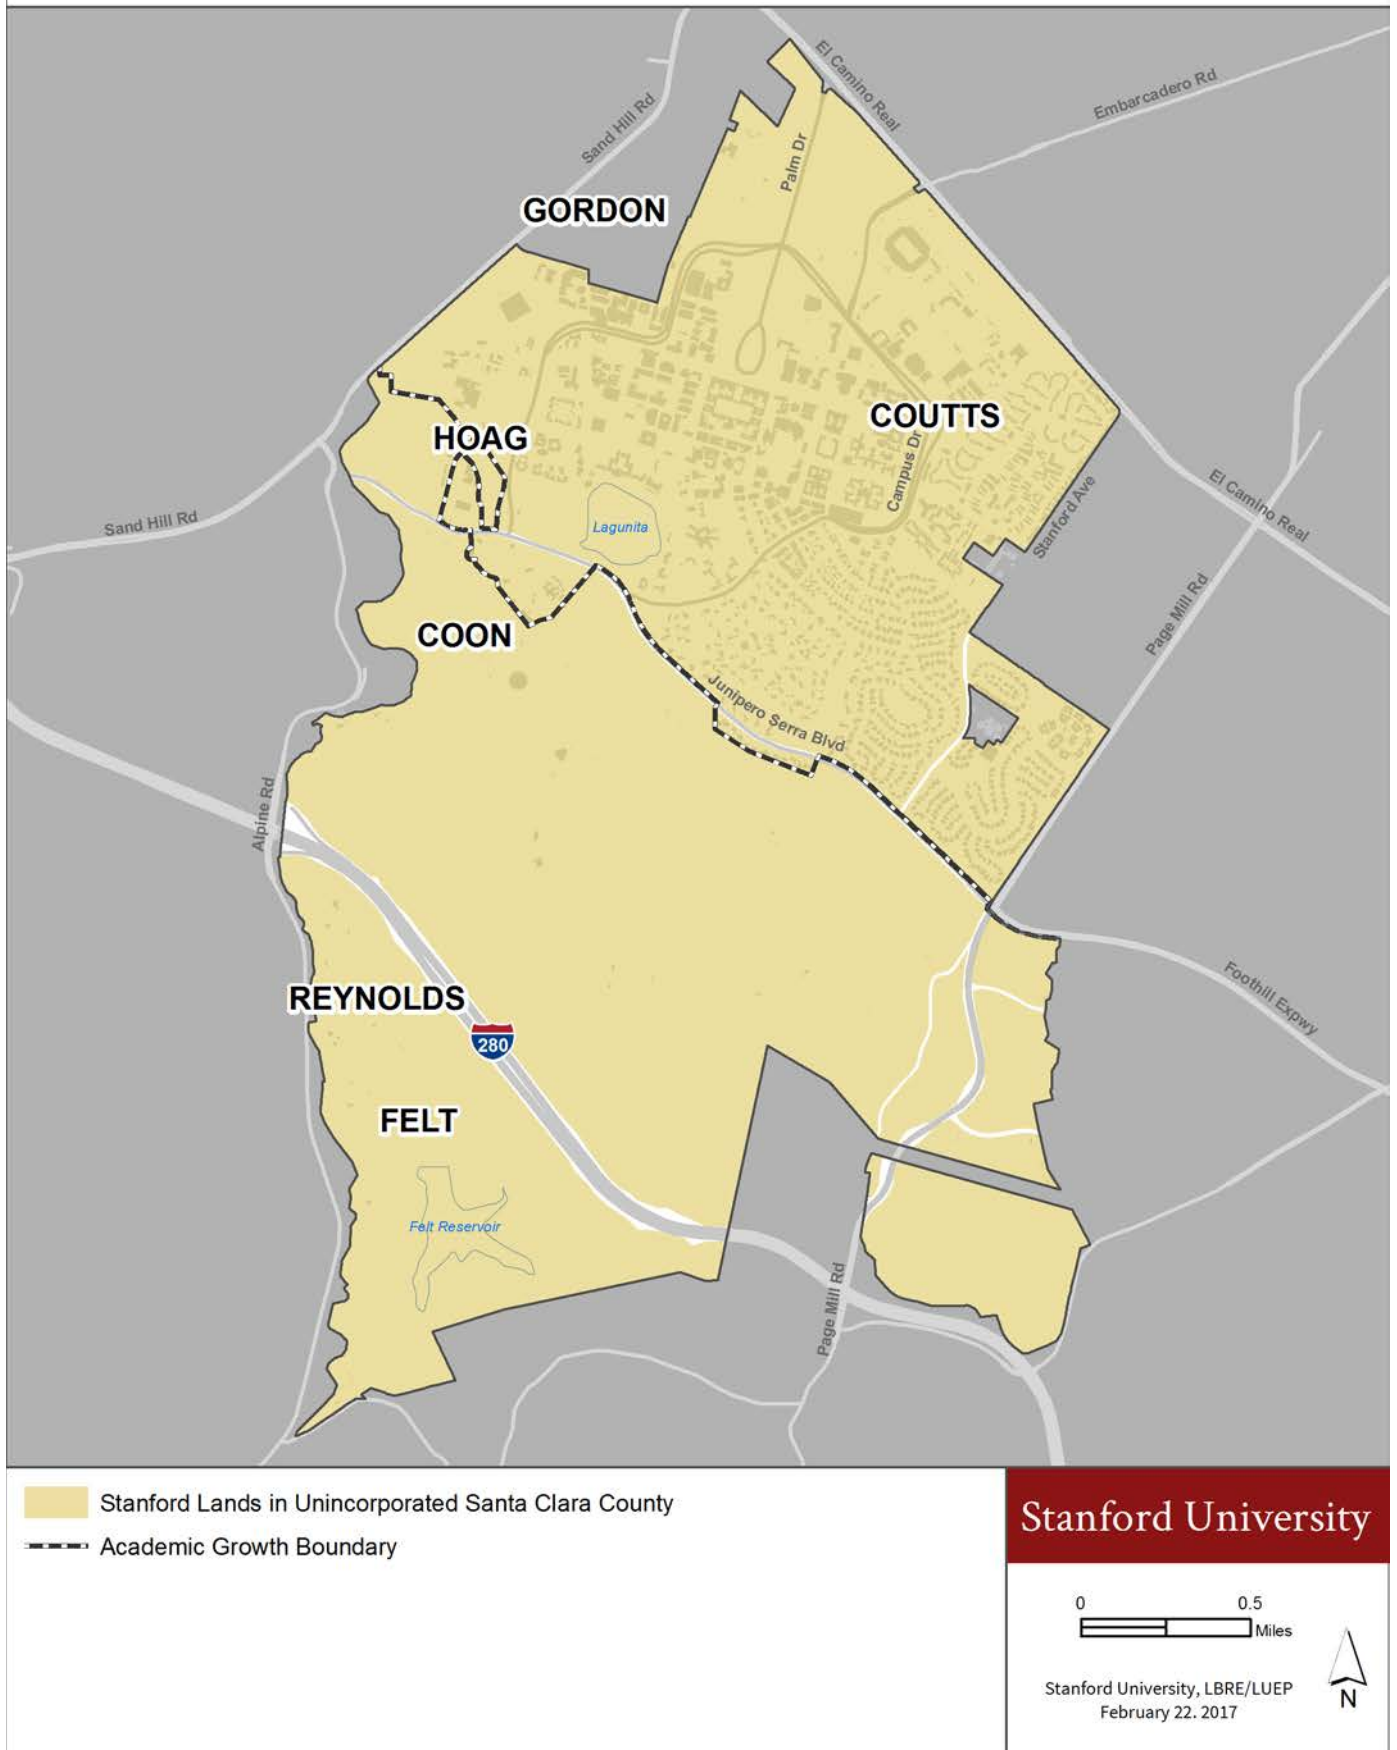 El Camino Real
Embarcadero Rd
Sand Hill Rd
Palm Dr
GORDON
COUTTS
HOAG
Campus Dr
El Camino Real
Stanford Ave
Sand Hill Rd
Lagunita
Page Mill Rd
COON
Junipero Serra Blvd
Alpine Rd
REYNOLDS
Foothill Expwy
280
FELT
Felt Reservoir
Page Mill Rd
Stanford Lands in Unincorporated Santa Clara County
Academic Growth Boundary
Stanford University
0 0.5
Miles
Stanford University, LBRE/LUEP
February 22. 2017
N